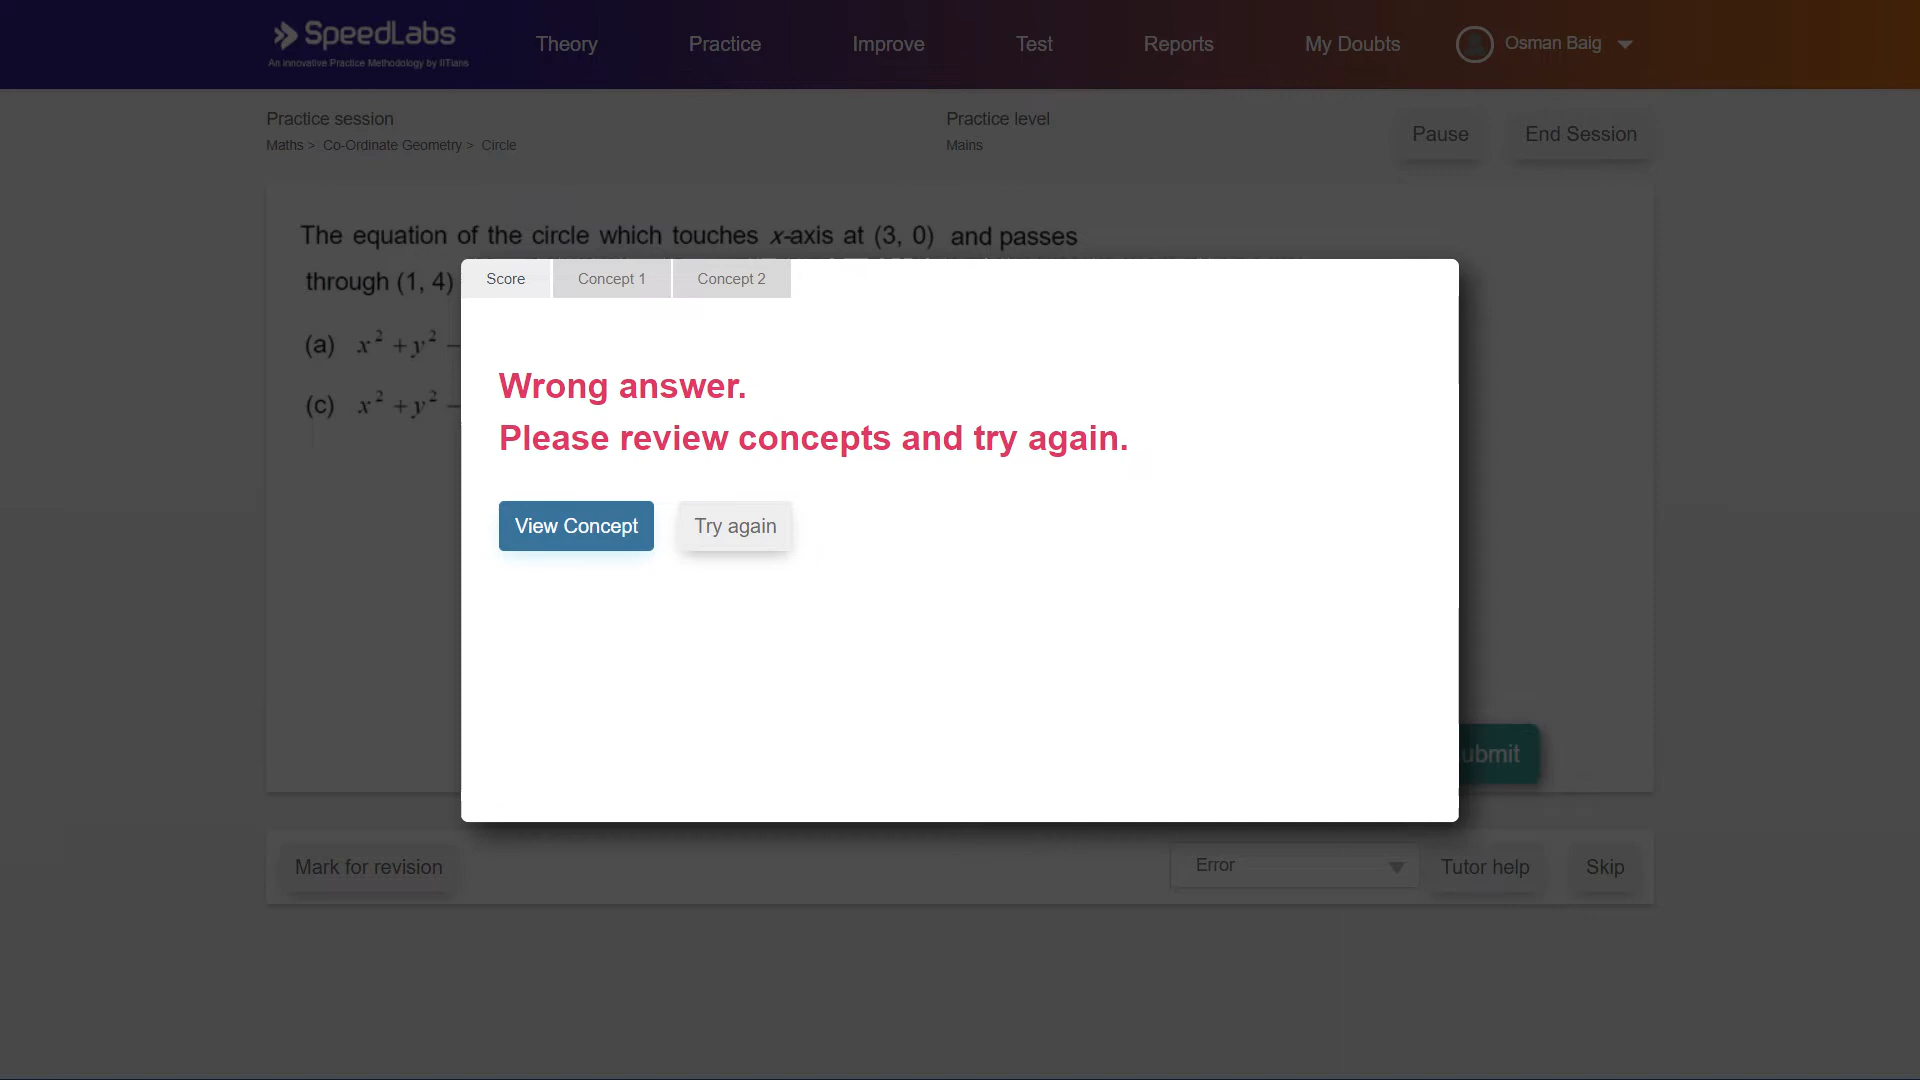 SpeedLabs
An innovative Practice Methodology by IITians
Theory
Practice
Improve
Test
Reports
My Doubts
Osman Baig
Practice session
Maths > Co-Ordinate Geometry > Circle
Practice level
Mains
Pause
End Session
The equation of the circle which touches x-axis at (3, 0) and passes
through (1, 4)
(a) x² + y² –
(c) x² + y² –
Score
Concept 1
Concept 2
Wrong answer.
Please review concepts and try again.
View Concept
Try again
ubmit
Mark for revision
Error
Tutor help
Skip